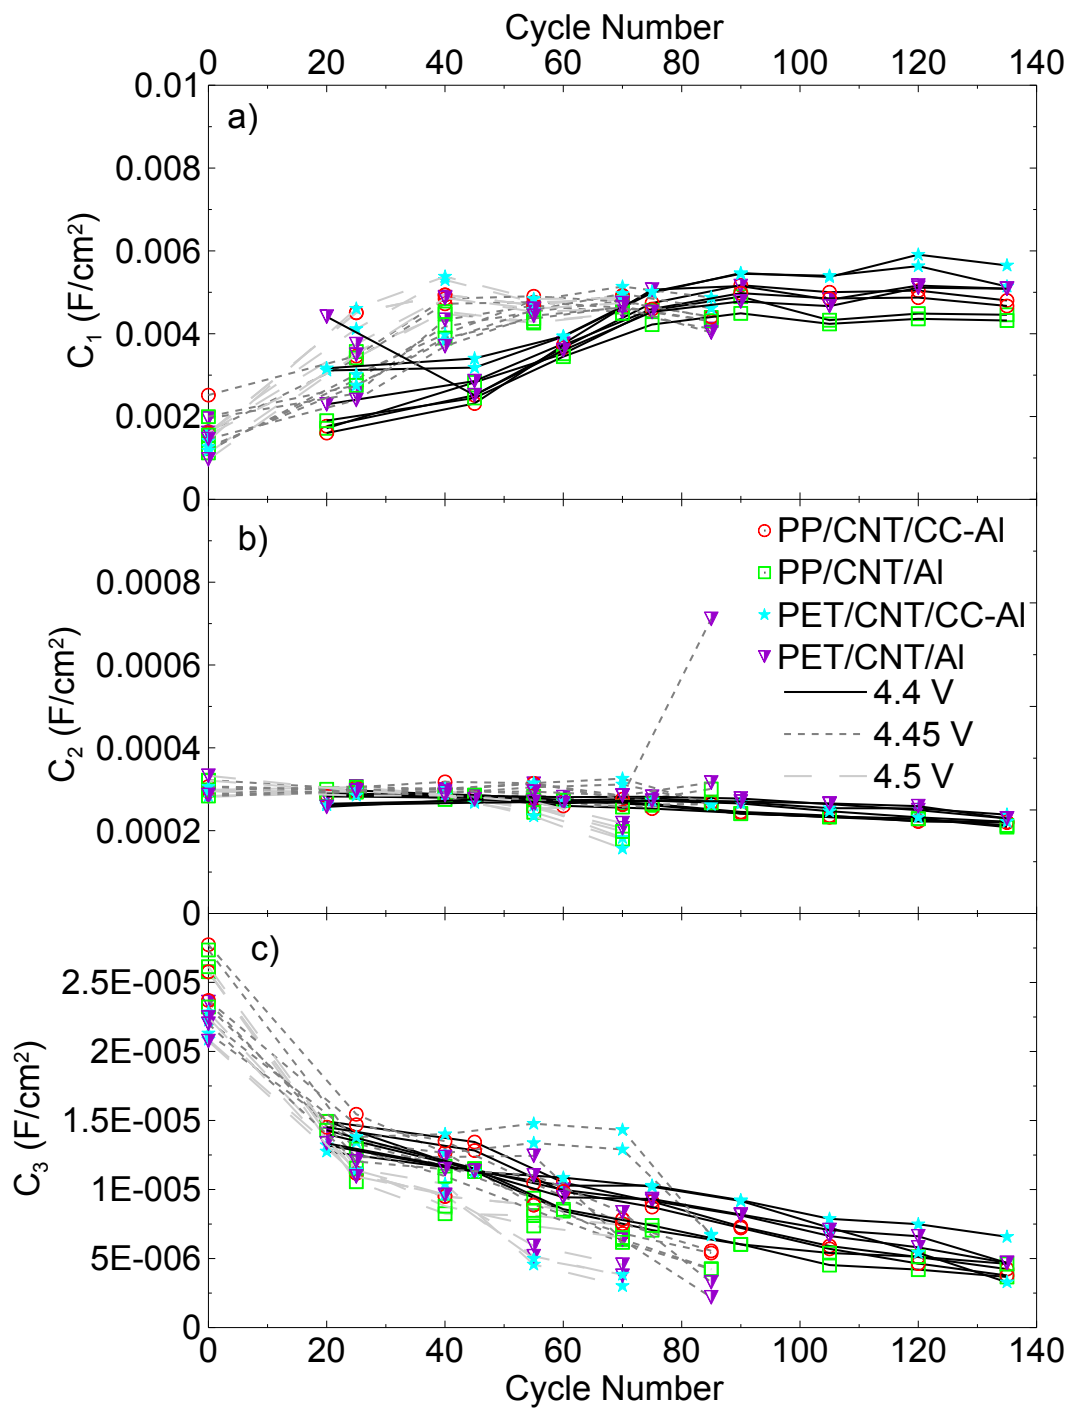 Cycle Number
0 20 40 60 80 100 120 140
0.01
a)
0.008
0.006
0.004
0.002
0
C1 (F/cm2)
b)
PP/CNT/CC-Al
PP/CNT/Al
PET/CNT/CC-Al
PET/CNT/Al
4.4 V
4.45 V
4.5 V
0.0008
0.0006
0.0004
0.0002
0
C2 (F/cm2)
c)
2.5E-005
2E-005
1.5E-005
1E-005
5E-006
0
C3 (F/cm2)
0 20 40 60 80 100 120 140
Cycle Number